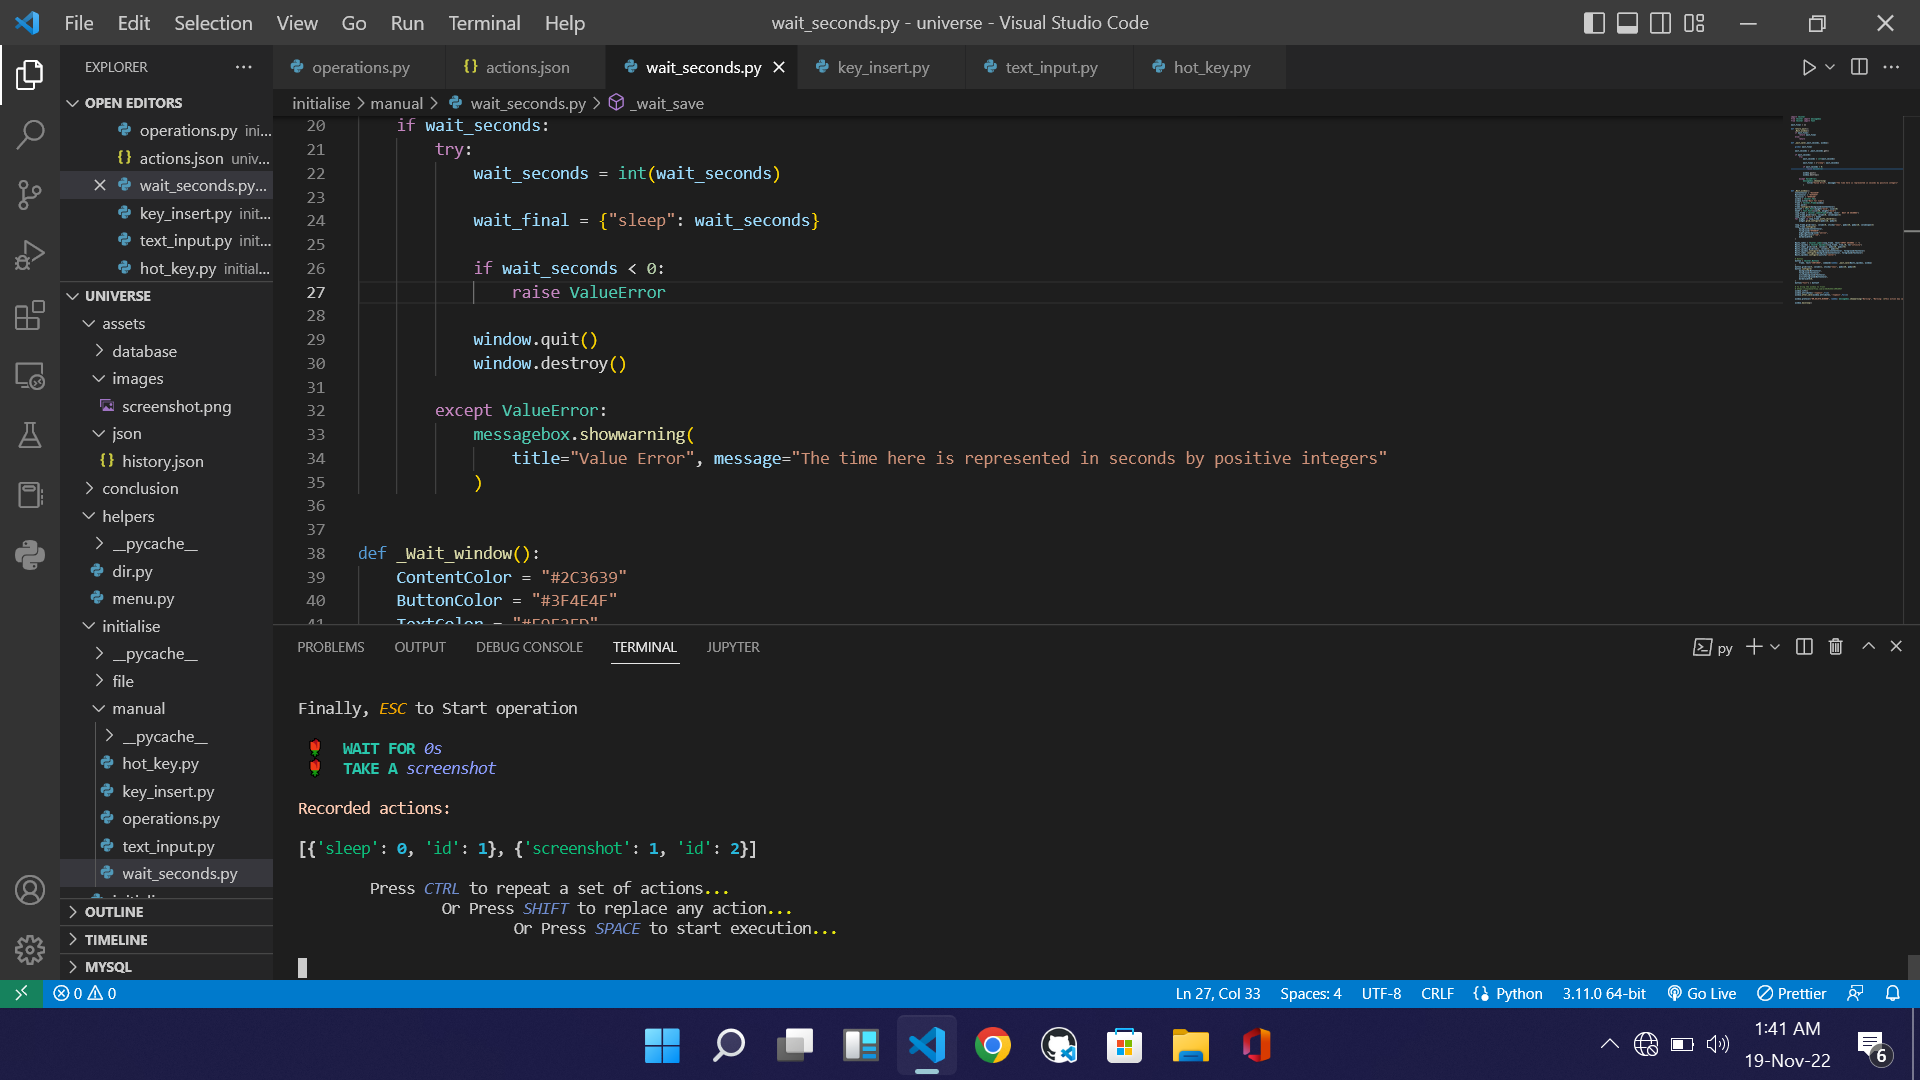 File Edit Selection View Go Run Terminal Help
wait_seconds.py - universe - Visual Studio Code
EXPLORER
OPEN EDITORS
operations.py ini...
actions.json univ...
wait_seconds.py...
key_insert.py init...
text_input.py init...
hot_key.py initial...
UNIVERSE
assets
database
images
screenshot.png
json
history.json
conclusion
helpers
__pycache__
dir.py
menu.py
initialise
__pycache__
file
manual
__pycache__
hot_key.py
key_insert.py
operations.py
text_input.py
wait_seconds.py
OUTLINE
TIMELINE
MYSQL
operations.py
actions.json
wait_seconds.py
key_insert.py
text_input.py
hot_key.py
initialise > manual > wait_seconds.py > _wait_save
20 if wait_seconds:
21 try:
22 wait_seconds = int(wait_seconds)
23
24 wait_final = {"sleep": wait_seconds}
25
26 if wait_seconds < 0:
27 raise ValueError
28
29 window.quit()
30 window.destroy()
31
32 except ValueError:
33 messagebox.showwarning(
34 title="Value Error", message="The time here is represented in seconds by positive integers"
35 )
36
37
38 def _Wait_window():
39 ContentColor = "#2C3639"
40 ButtonColor = "#3F4E4F"
PROBLEMS OUTPUT DEBUG CONSOLE TERMINAL JUPYTER
py
Finally, ESC to Start operation
WAIT FOR 0s
TAKE A screenshot
Recorded actions:
[{'sleep': 0, 'id': 1}, {'screenshot': 1, 'id': 2}]
Press CTRL to repeat a set of actions...
Or Press SHIFT to replace any action...
Or Press SPACE to start execution...
0 0
Ln 27, Col 33 Spaces: 4 UTF-8 CRLF Python 3.11.0 64-bit Go Live Prettier
1:41 AM
19-Nov-22
6